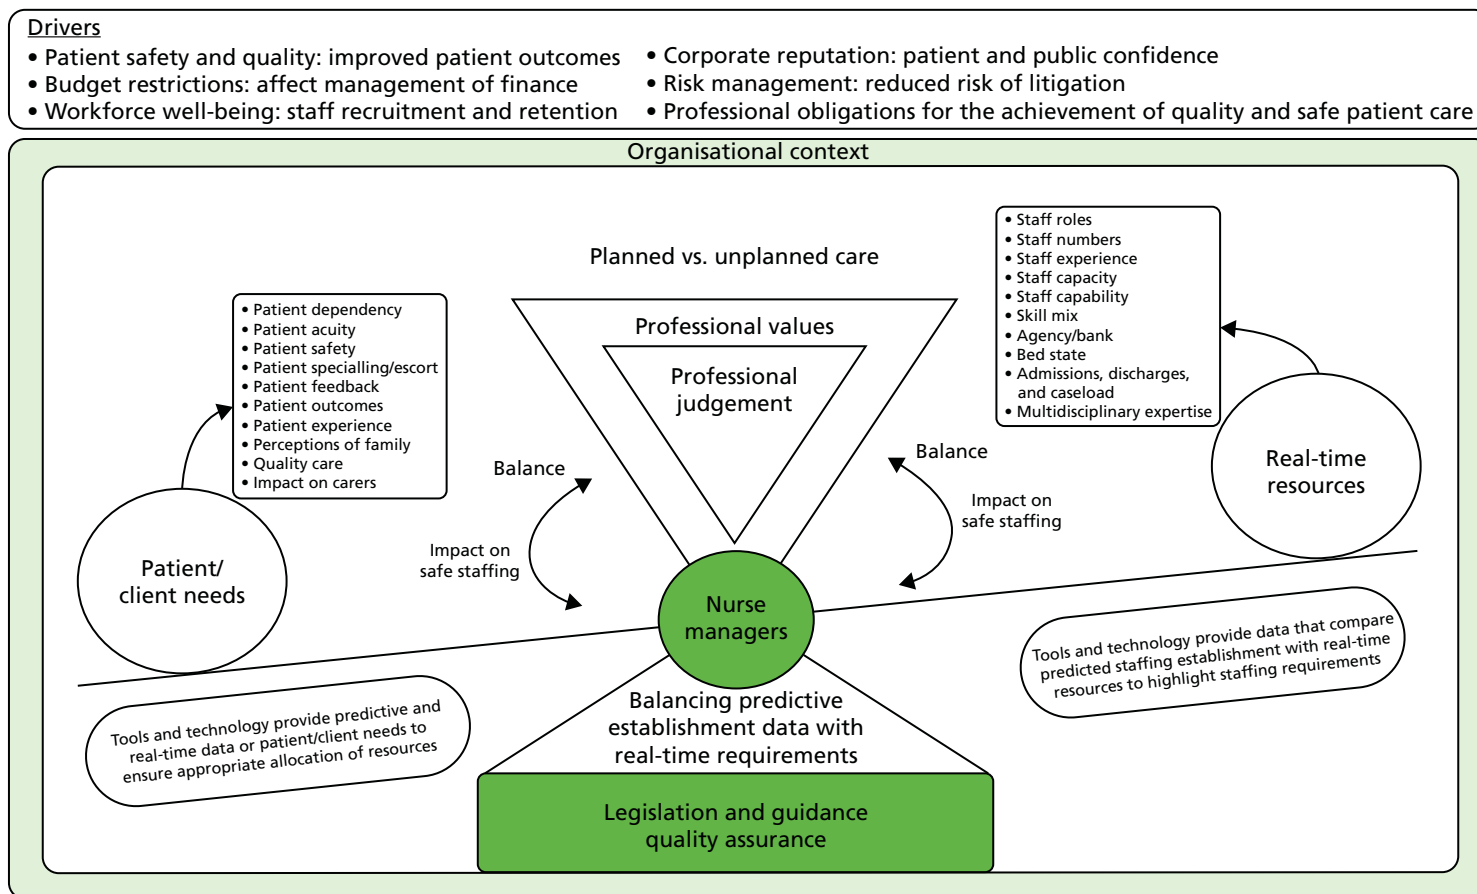 Drivers
• Patient safety and quality: improved patient outcomes
• Budget restrictions: affect management of finance
• Workforce well-being: staff recruitment and retention
• Corporate reputation: patient and public confidence
• Risk management: reduced risk of litigation
• Professional obligations for the achievement of quality and safe patient care
Organisational context
Planned vs. unplanned care
Professional values
Professional
judgement
• Patient dependency
• Patient acuity
• Patient safety
• Patient specialling/escort
• Patient feedback
• Patient outcomes
• Patient experience
• Perceptions of family
• Quality care
• Impact on carers
Patient/
client needs
Balance
Impact on
safe staffing
• Staff roles
• Staff numbers
• Staff experience
• Staff capacity
• Staff capability
• Skill mix
• Agency/bank
• Bed state
• Admissions, discharges,
and caseload
• Multidisciplinary expertise
Real-time
resources
Balance
Impact on
safe staffing
Nurse
managers
Tools and technology provide predictive and
real-time data or patient/client needs to
ensure appropriate allocation of resources
Tools and technology provide data that compare
predicted staffing establishment with real-time
resources to highlight staffing requirements
Balancing predictive
establishment data with
real-time requirements
Legislation and guidance
quality assurance